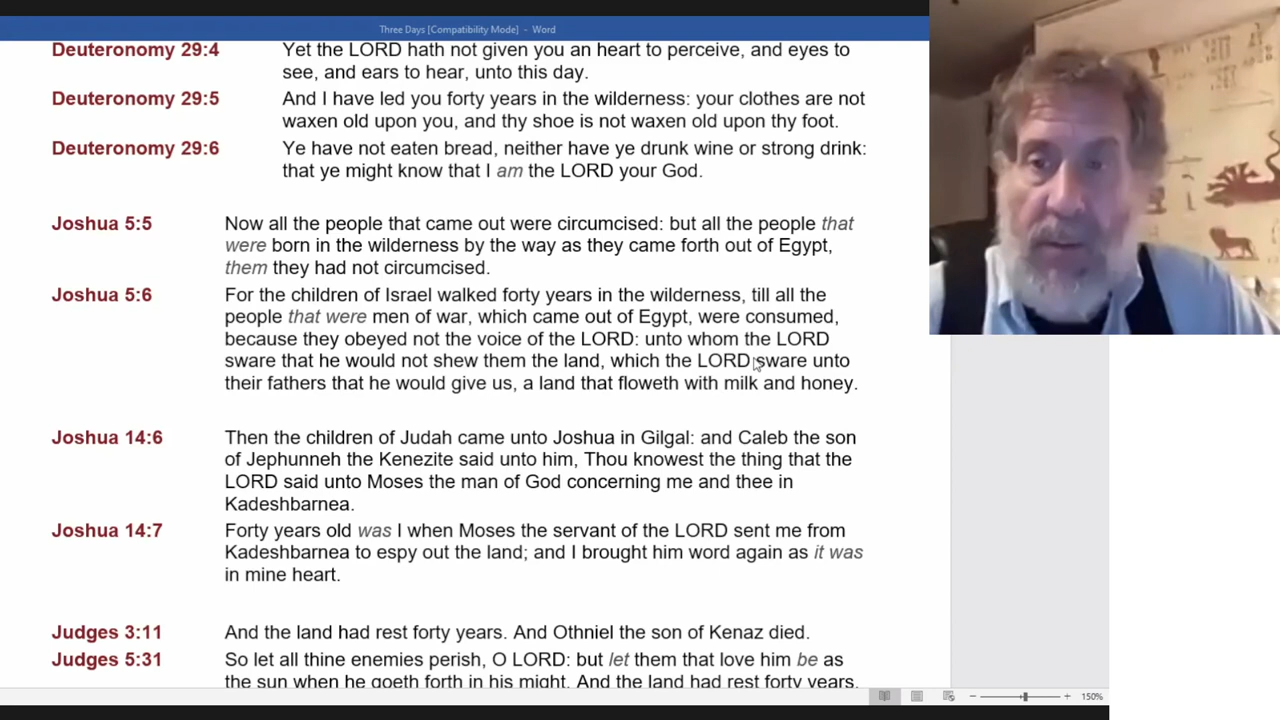 Three Days [Compatibility Mode] - Word
Deuteronomy 29:4 Yet the LORD hath not given you an heart to perceive, and eyes to
see, and ears to hear, unto this day.
Deuteronomy 29:5 And I have led you forty years in the wilderness: your clothes are not
waxen old upon you, and thy shoe is not waxen old upon thy foot.
Deuteronomy 29:6 Ye have not eaten bread, neither have ye drunk wine or strong drink:
that ye might know that I am the LORD your God.
Joshua 5:5 Now all the people that came out were circumcised: but all the people that
were born in the wilderness by the way as they came forth out of Egypt,
them they had not circumcised.
Joshua 5:6 For the children of Israel walked forty years in the wilderness, till all the
people that were men of war, which came out of Egypt, were consumed,
because they obeyed not the voice of the LORD: unto whom the LORD
sware that he would not shew them the land, which the LORD sware unto
their fathers that he would give us, a land that floweth with milk and honey.
Joshua 14:6 Then the children of Judah came unto Joshua in Gilgal: and Caleb the son
of Jephunneh the Kenezite said unto him, Thou knowest the thing that the
LORD said unto Moses the man of God concerning me and thee in
Kadeshbarnea.
Joshua 14:7 Forty years old was I when Moses the servant of the LORD sent me from
Kadeshbarnea to espy out the land; and I brought him word again as it was
in mine heart.
Judges 3:11 And the land had rest forty years. And Othniel the son of Kenaz died.
Judges 5:31 So let all thine enemies perish, O LORD: but let them that love him be as
the sun when he goeth forth in his might. And the land had rest forty years.
150%